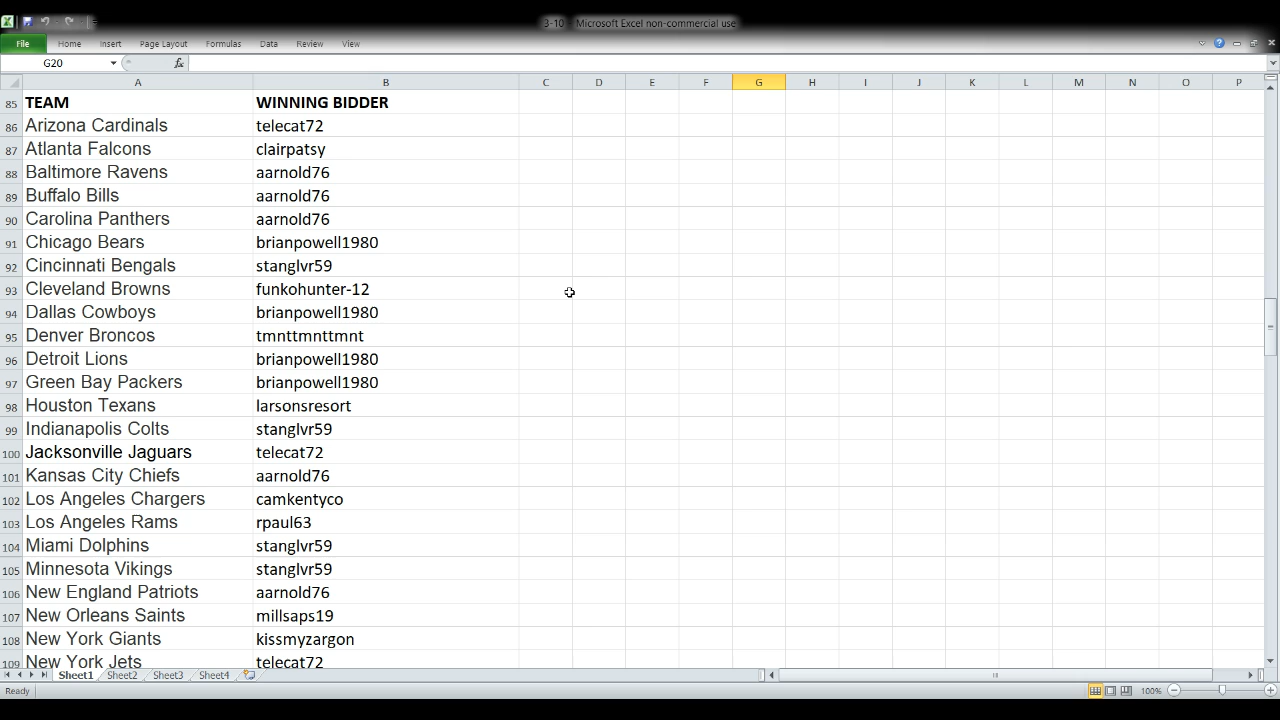 3-10 - Microsoft Excel non-commercial use
File Home Insert Page Layout Formulas Data Review View
G20 fx
A B C D E F G H I J K L M N O P
85 TEAM WINNING BIDDER
86 Arizona Cardinals telecat72
87 Atlanta Falcons clairpatsy
88 Baltimore Ravens aarnold76
89 Buffalo Bills aarnold76
90 Carolina Panthers aarnold76
91 Chicago Bears brianpowell1980
92 Cincinnati Bengals stanglvr59
93 Cleveland Browns funkohunter-12
94 Dallas Cowboys brianpowell1980
95 Denver Broncos tmnttmnttmnt
96 Detroit Lions brianpowell1980
97 Green Bay Packers brianpowell1980
98 Houston Texans larsonsresort
99 Indianapolis Colts stanglvr59
100 Jacksonville Jaguars telecat72
101 Kansas City Chiefs aarnold76
102 Los Angeles Chargers camkentyco
103 Los Angeles Rams rpaul63
104 Miami Dolphins stanglvr59
105 Minnesota Vikings stanglvr59
106 New England Patriots aarnold76
107 New Orleans Saints millsaps19
108 New York Giants kissmyzargon
109 New York Jets telecat72
Sheet1 Sheet2 Sheet3 Sheet4
Ready 100%